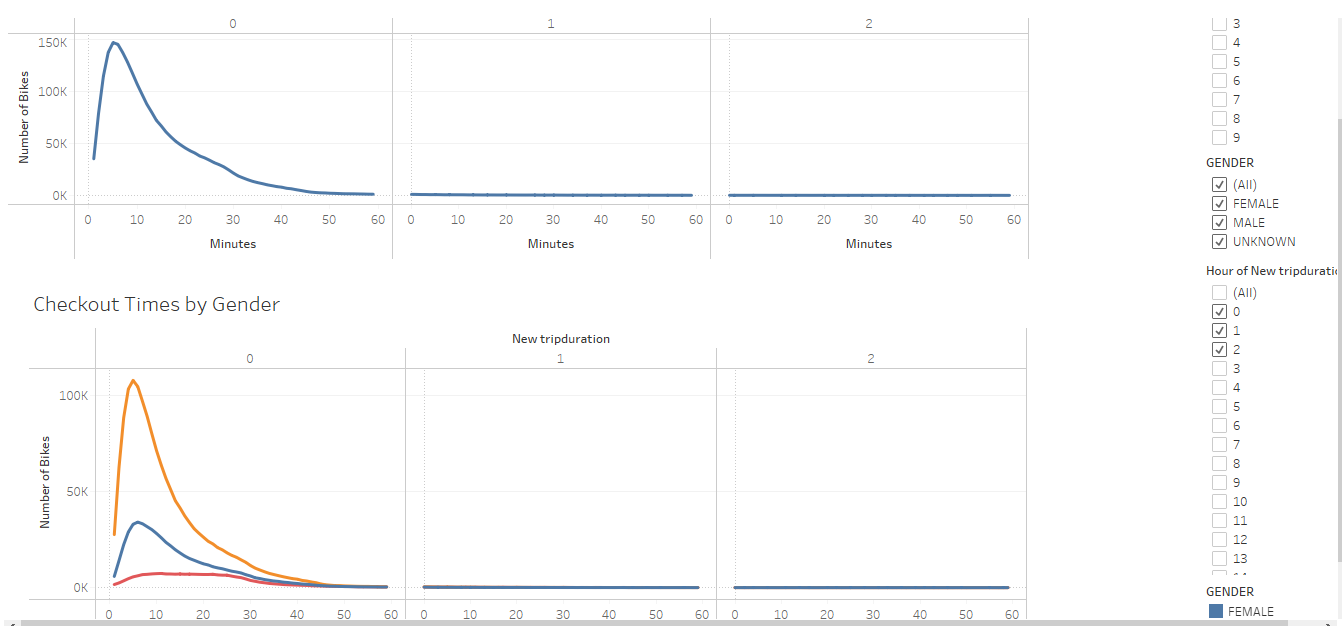 0 1 2
150K
100K
50K
0K
Number of Bikes
0 10 20 30 40 50 60 0 10 20 30 40 50 60 0 10 20 30 40 50 60
Minutes Minutes Minutes
Checkout Times by Gender
New tripduration
0 1 2
100K
50K
0K
Number of Bikes
0 10 20 30 40 50 60 0 10 20 30 40 50 60 0 10 20 30 40 50 60
3
4
5
6
7
8
9
GENDER
(All)
FEMALE
MALE
UNKNOWN
Hour of New tripduratio
(All)
0
1
2
3
4
5
6
7
8
9
10
11
12
13
GENDER
FEMALE